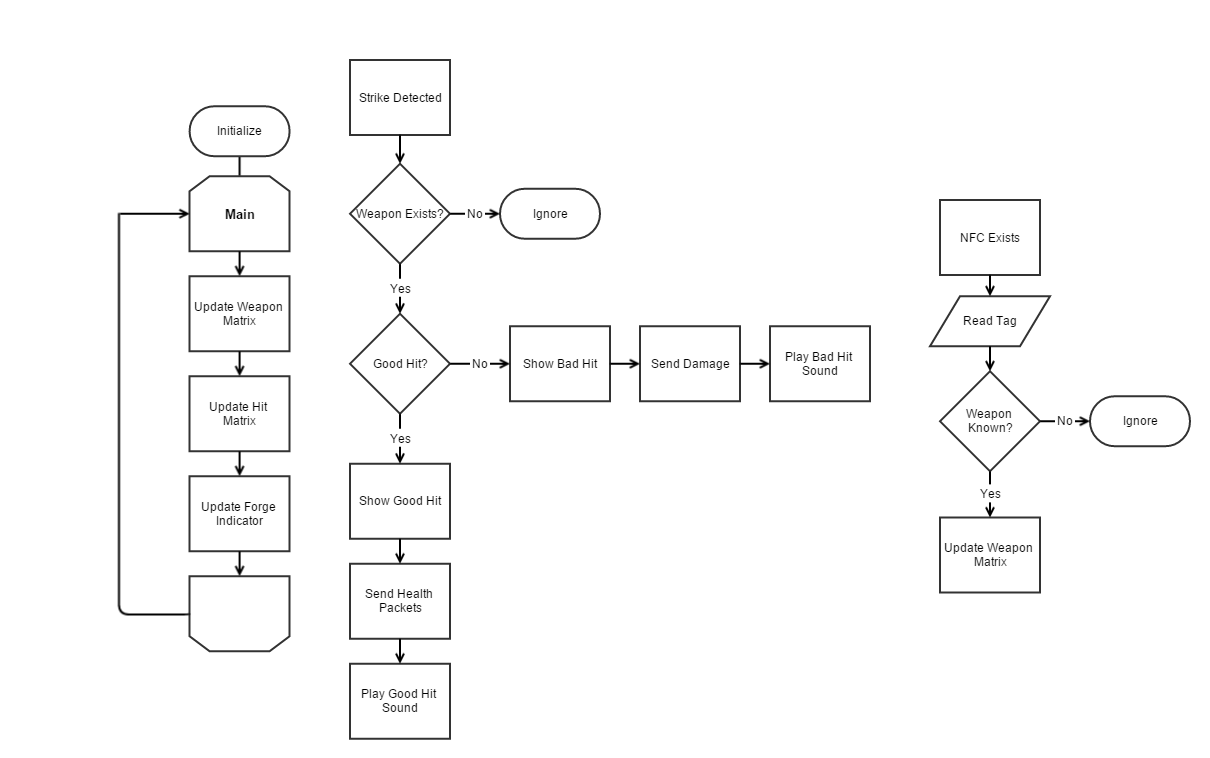 Initialize
Main
Update Weapon
Matrix
Update Hit
Matrix
Update Forge
Indicator
Strike Detected
Weapon Exists?
No
Ignore
Yes
Good Hit?
No
Show Bad Hit
Send Damage
Play Bad Hit
Sound
Yes
Show Good Hit
Send Health
Packets
Play Good Hit
Sound
NFC Exists
Read Tag
Weapon
Known?
No
Ignore
Yes
Update Weapon
Matrix